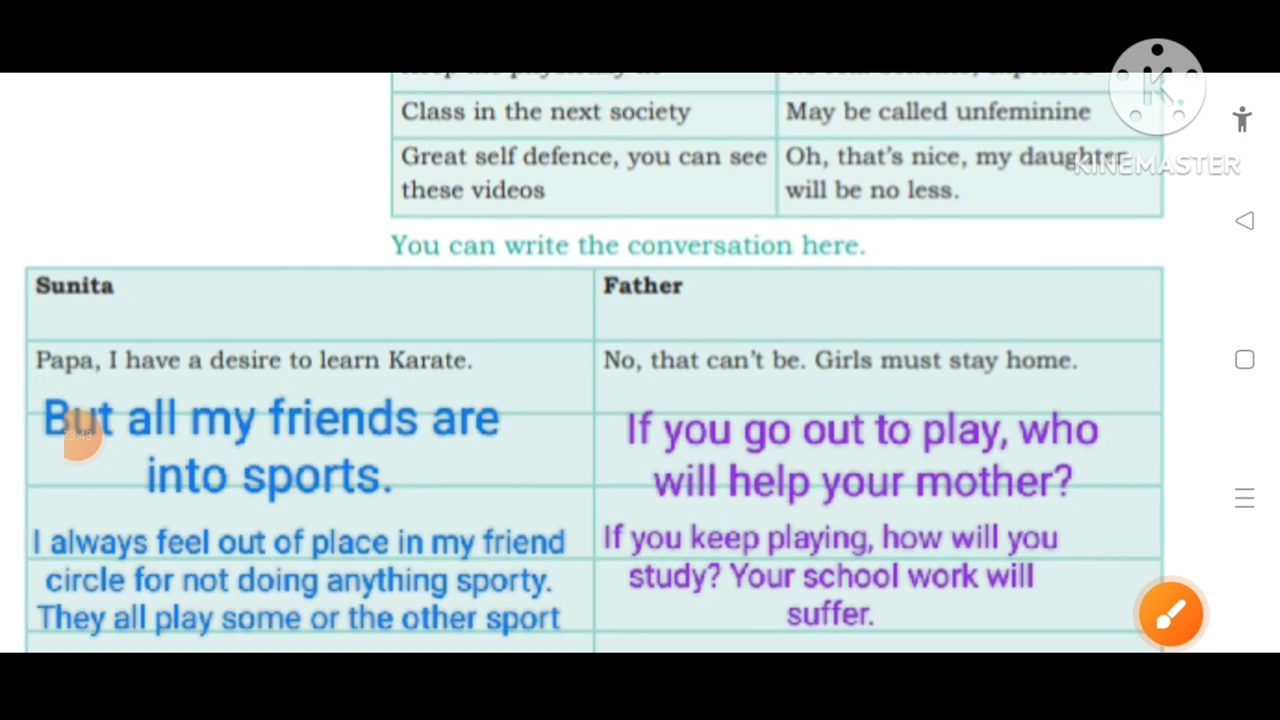 Class in the next society
May be called unfeminine
Great self defence, you can see
these videos
Oh, that's nice, my daughter
will be no less.
KINEMASTER
You can write the conversation here.
Sunita
Father
Papa, I have a desire to learn Karate.
No, that can't be. Girls must stay home.
But all my friends are
into sports.
If you go out to play, who
will help your mother?
I always feel out of place in my friend
circle for not doing anything sporty.
They all play some or the other sport
If you keep playing, how will you
study? Your school work will
suffer.